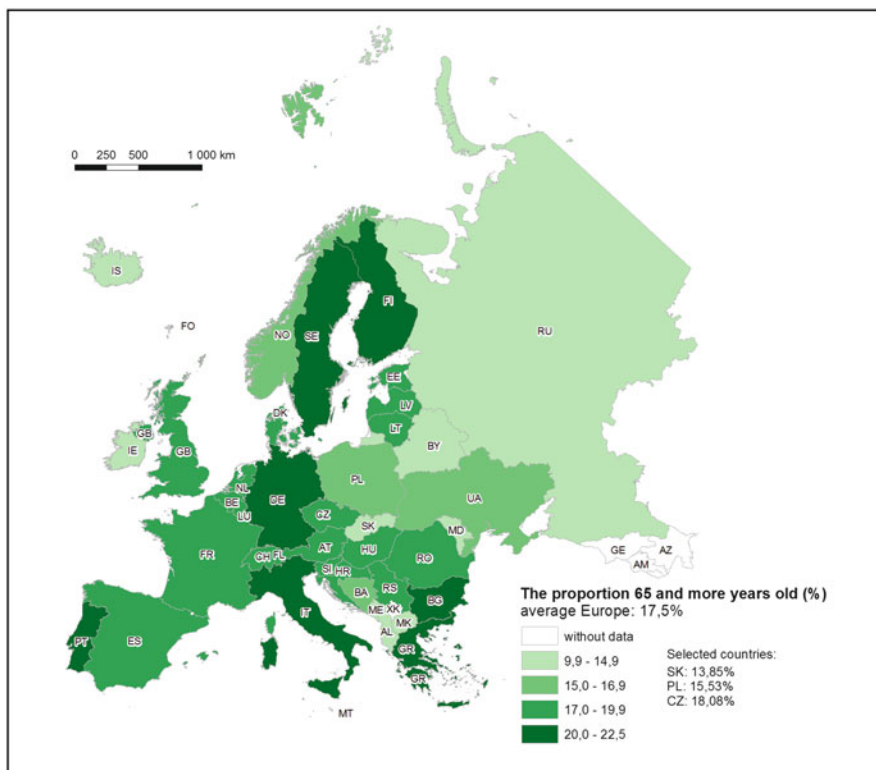 0 250 500 1 000 km
IS
FO
NO
SE
FI
RU
EE
LV
LT
DK
BY
GB
IE
GB
NL
BE
LU
DE
PL
UA
CZ
SK
MD
FR
CH
FL
AT
HU
RO
SI
HR
BA
RS
ME
XK
BG
MK
AL
IT
GR
GR
PT
ES
MT
GE
AZ
AM
The proportion 65 and more years old (%)
average Europe: 17,5%
without data
9,9 - 14,9
15,0 - 16,9
17,0 - 19,9
20,0 - 22,5
Selected countries:
SK: 13,85%
PL: 15,53%
CZ: 18,08%